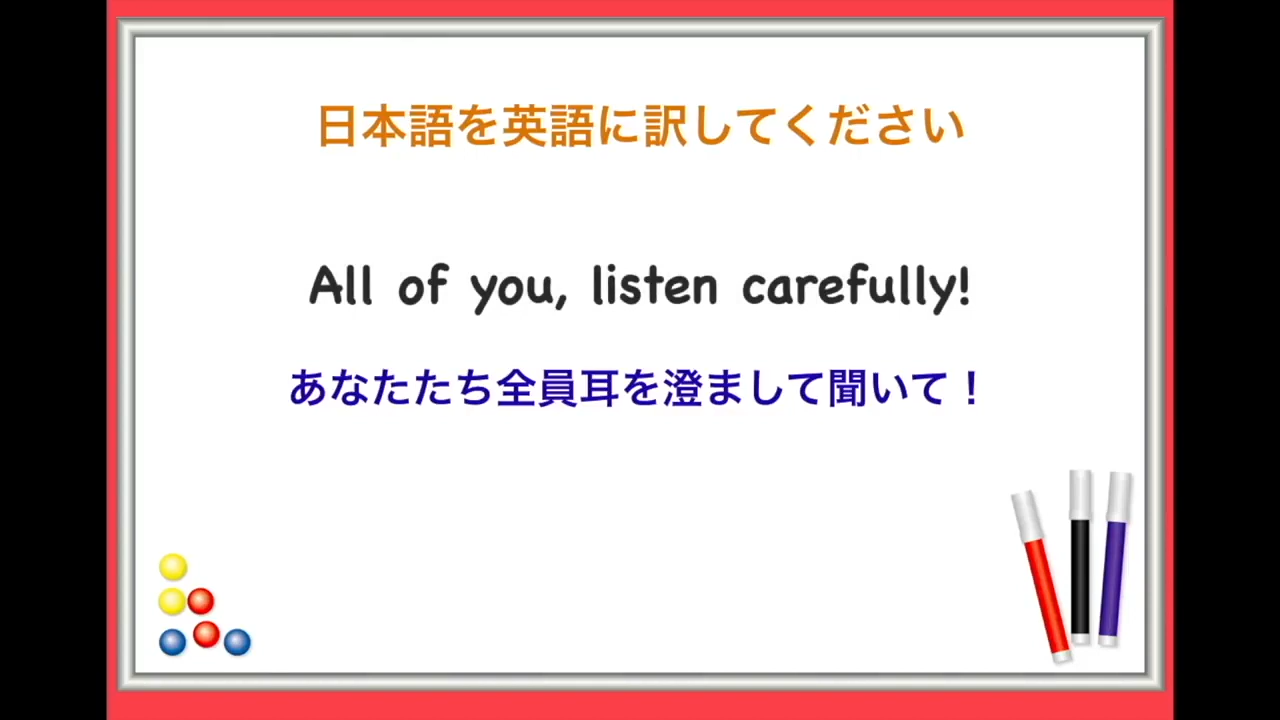 日本語を英語に訳してください
All of you, listen carefully!
あなたたち全員耳を澄まして聞いて！